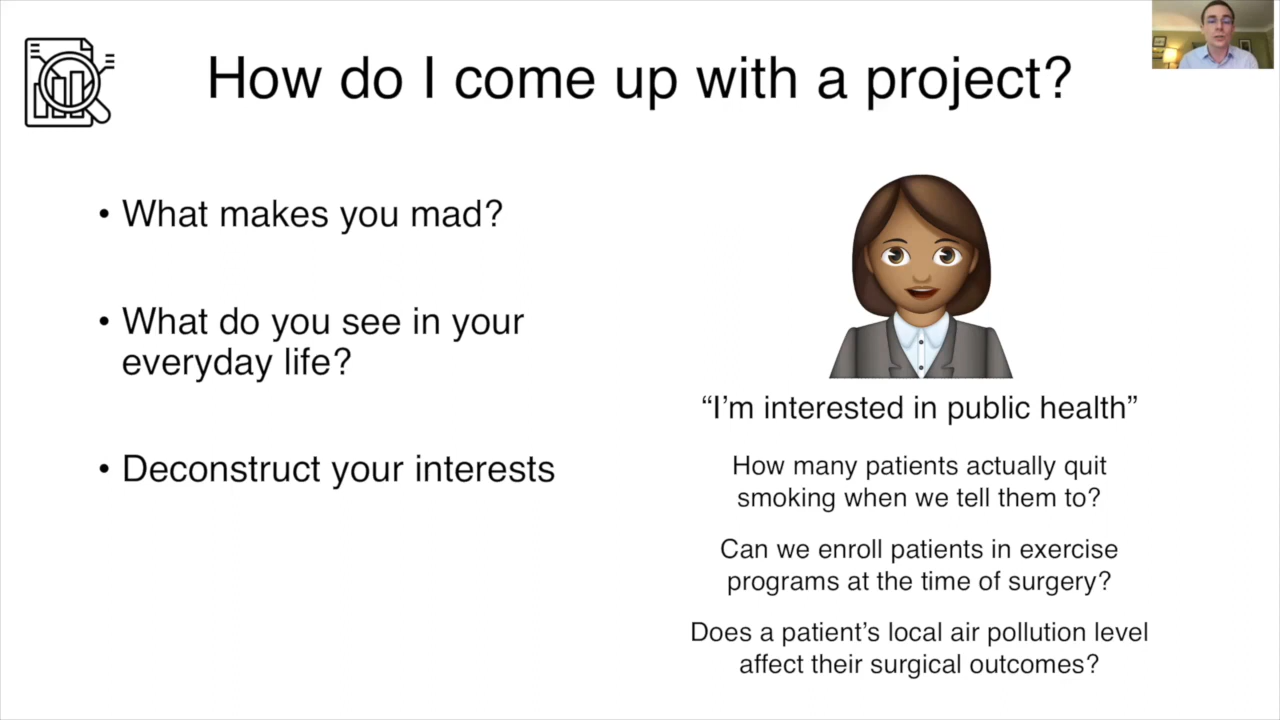 How do I come up with a project?
• What makes you mad?
• What do you see in your
everyday life?
• Deconstruct your interests
“I’m interested in public health”
How many patients actually quit
smoking when we tell them to?
Can we enroll patients in exercise
programs at the time of surgery?
Does a patient’s local air pollution level
affect their surgical outcomes?